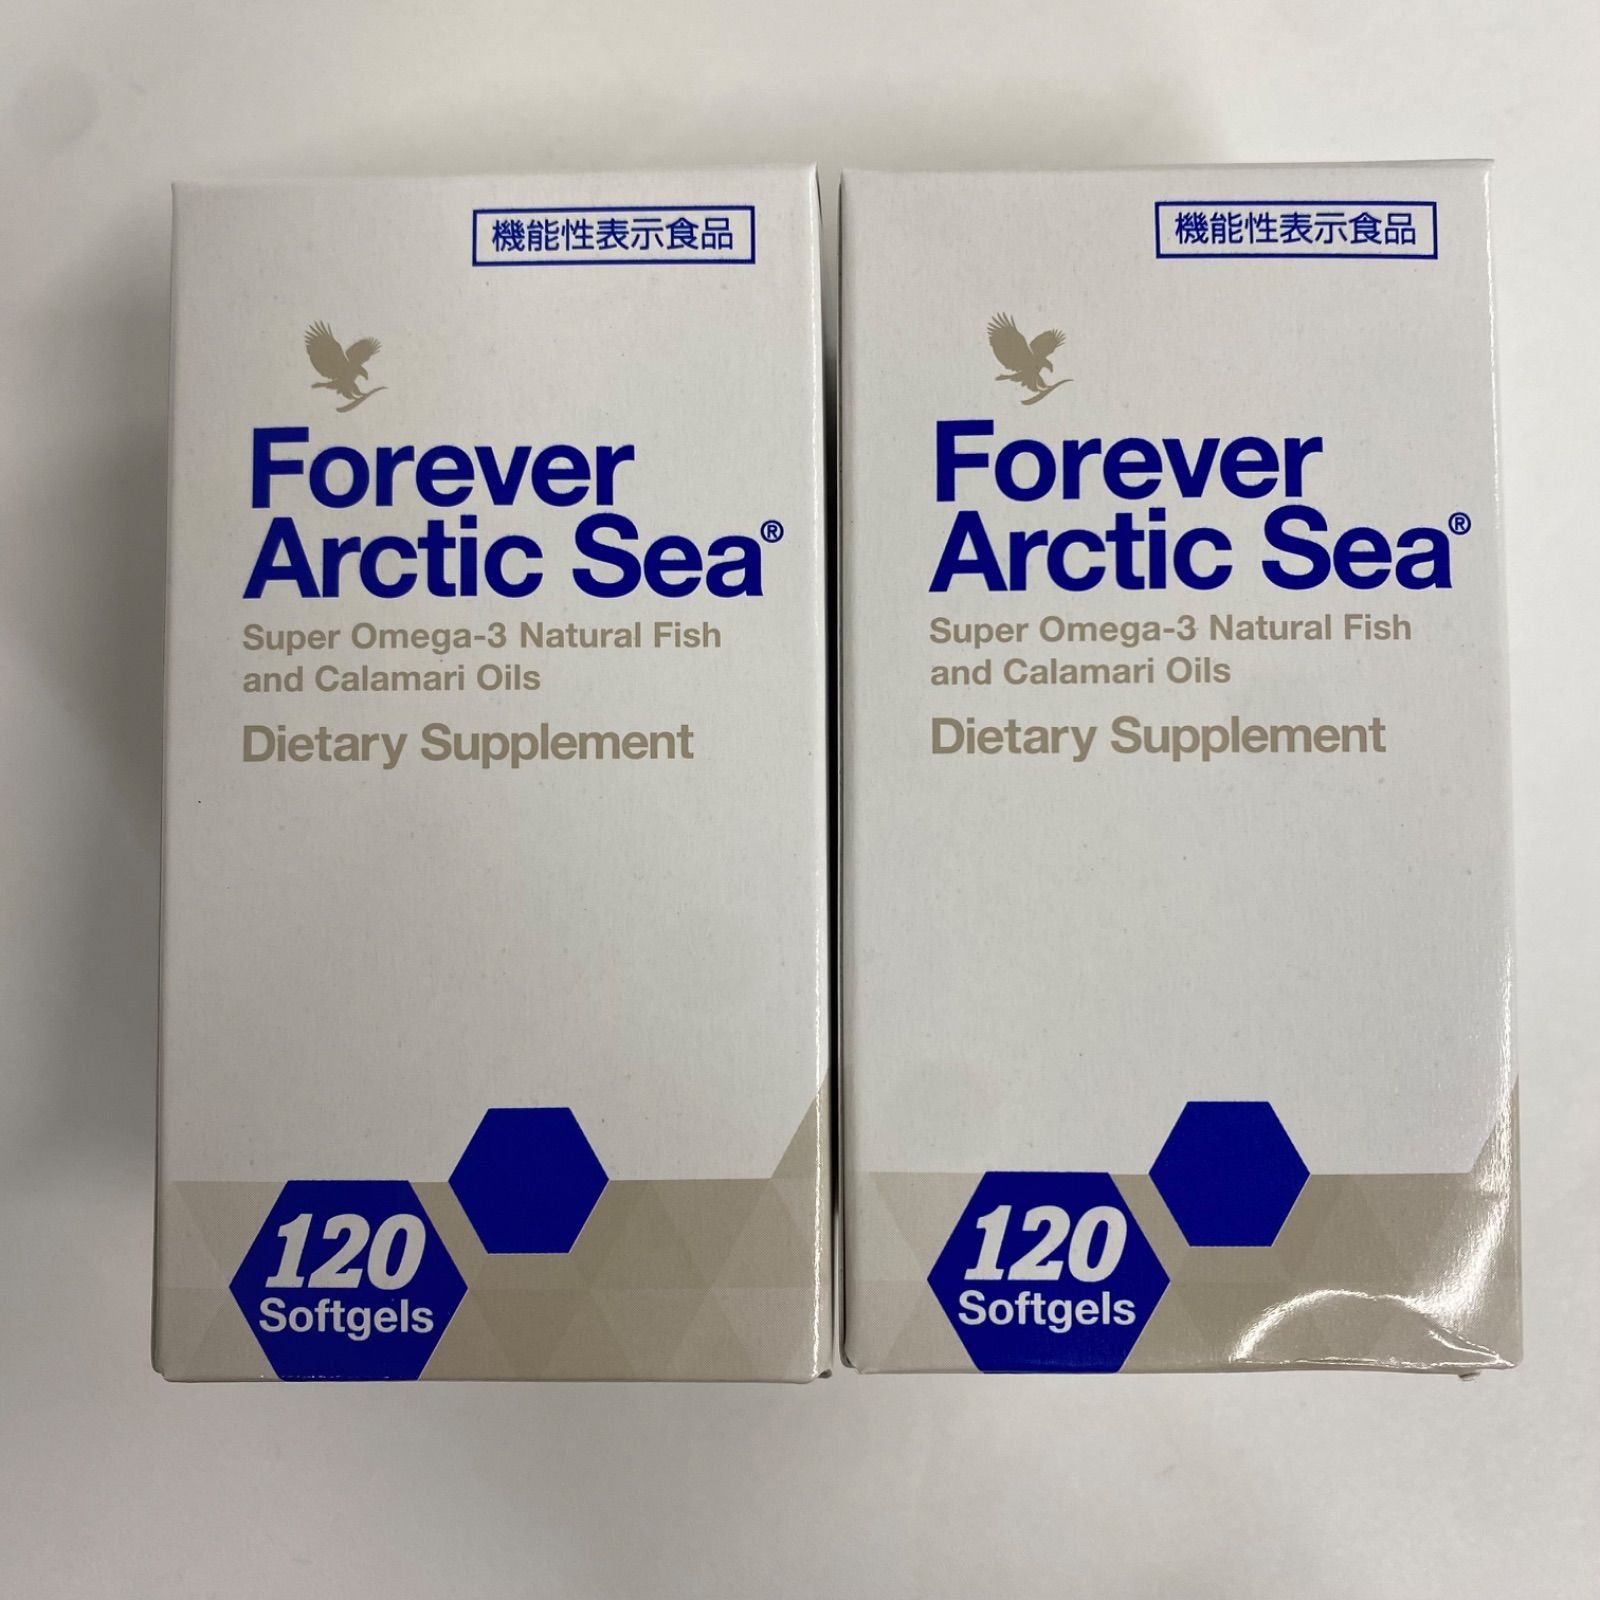 機能性表示食品
Forever
Arctic Sea®
Super Omega-3 Natural Fish
and Calamari Oils
Dietary Supplement
120
Softgels
機能性表示食品
Forever
Arctic Sea®
Super Omega-3 Natural Fish
and Calamari Oils
Dietary Supplement
120
Softgels